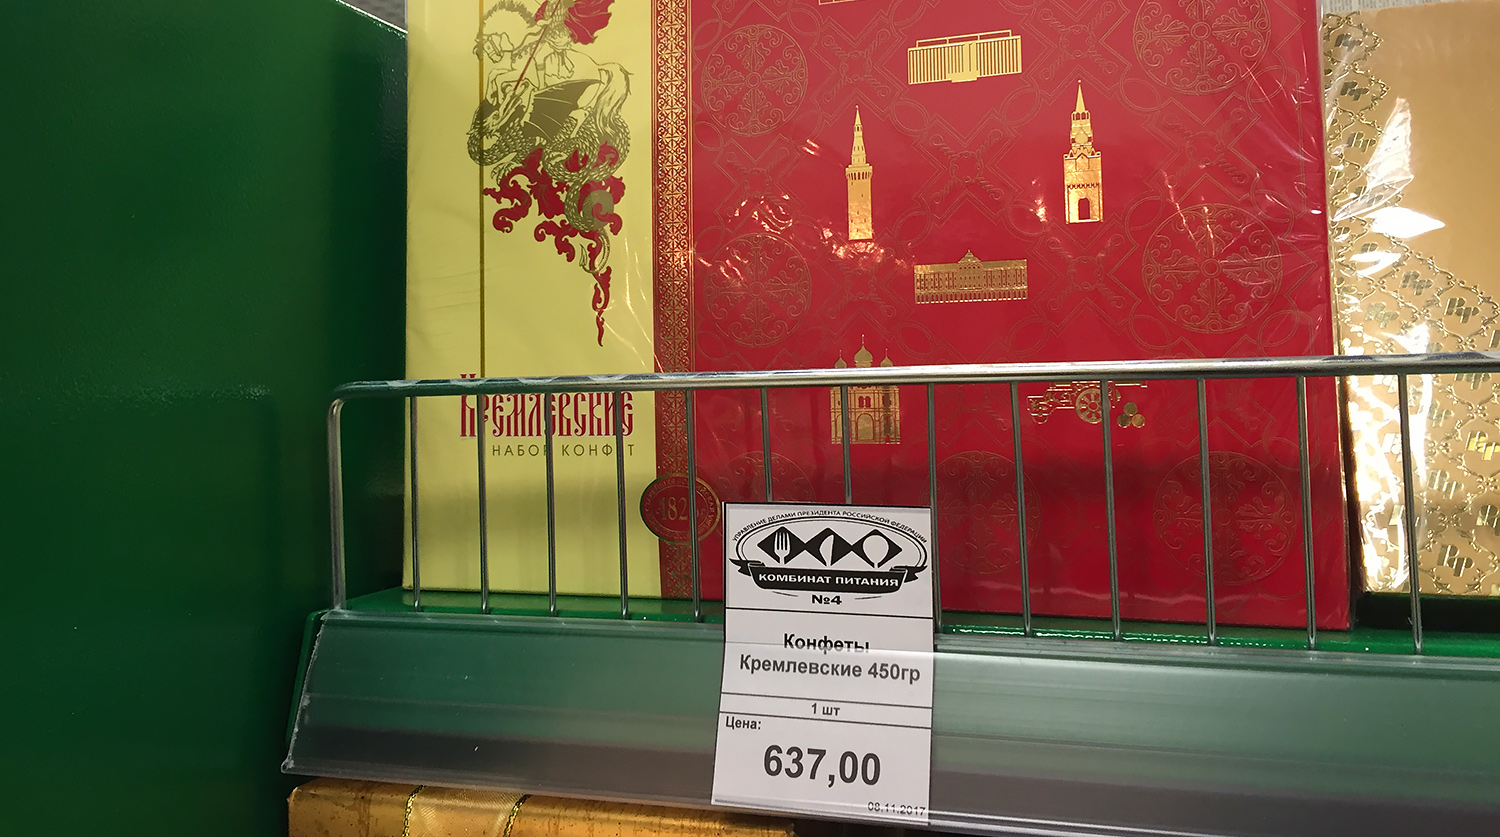 Кремлевские
НАБОР КОНФЕТ
182
УПРАВЛЕНИЕ ДЕЛАМИ ПРЕЗИДЕНТА РОССИЙСКОЙ ФЕДЕРАЦИИ
КОМБИНАТ ПИТАНИЯ
№4
Конфеты
Кремлевские 450гр
1 шт
Цена:
637,00
08.11.2017